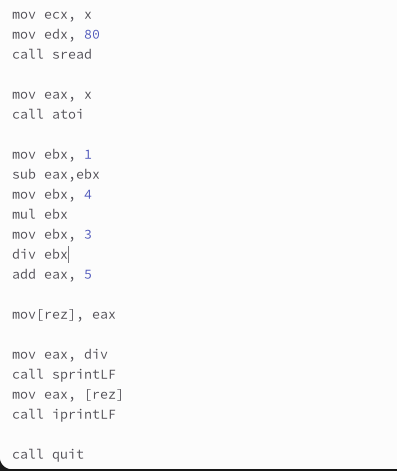 mov ecx, x
mov edx, 80
call sread
mov eax, x
call atoi
mov ebx, 1
sub eax,ebx
mov ebx, 4
mul ebx
mov ebx, 3
div ebx
add eax, 5
mov[rez], eax
mov eax, div
call sprintLF
mov eax, [rez]
call iprintLF
call quit